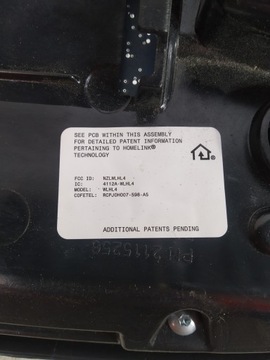 SEE PCB WITHIN THIS ASSEMBLY
FOR DETAILED PATENT INFORMATION
PERTAINING TO HOMELINK®
TECHNOLOGY
FCC ID: NZLWLHL4
IC: 4112A-WLHL4
MODEL: WLHL4
COFETEL: RCPJOHO07-598-A5
ADDITIONAL PATENTS PENDING